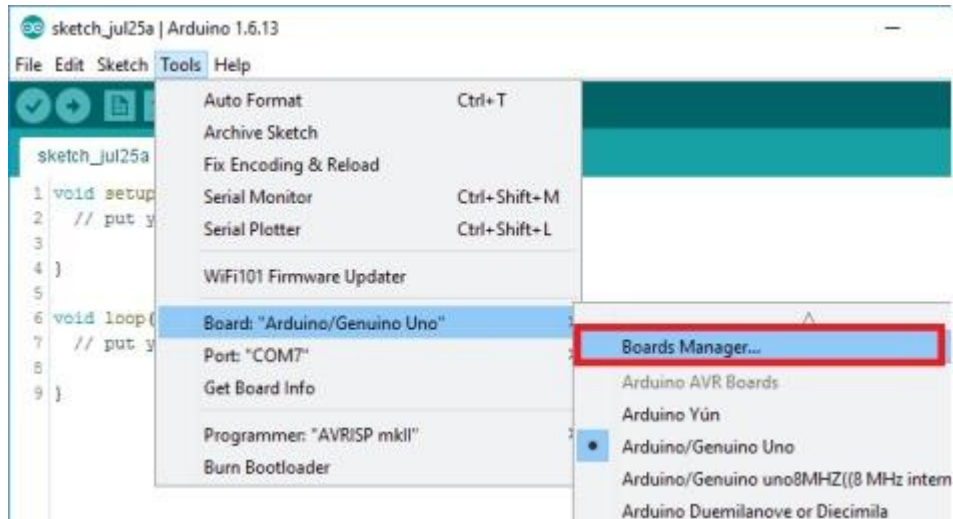 sketch_jul25a | Arduino 1.6.13
File Edit Sketch Tools Help
sketch_jul25a
1 void setup
2 // put y
3
4 }
5
6 void loop(
7 // put y
8
9 }
Auto Format Ctrl+T
Archive Sketch
Fix Encoding & Reload
Serial Monitor Ctrl+Shift+M
Serial Plotter Ctrl+Shift+L
WiFi101 Firmware Updater
Board: "Arduino/Genuino Uno"
Port: "COM7"
Get Board Info
Programmer: "AVRISP mkII"
Burn Bootloader
Boards Manager...
Arduino AVR Boards
Arduino Yún
Arduino/Genuino Uno
Arduino/Genuino uno8MHZ((8 MHz intern
Arduino Duemilanove or Diecimila